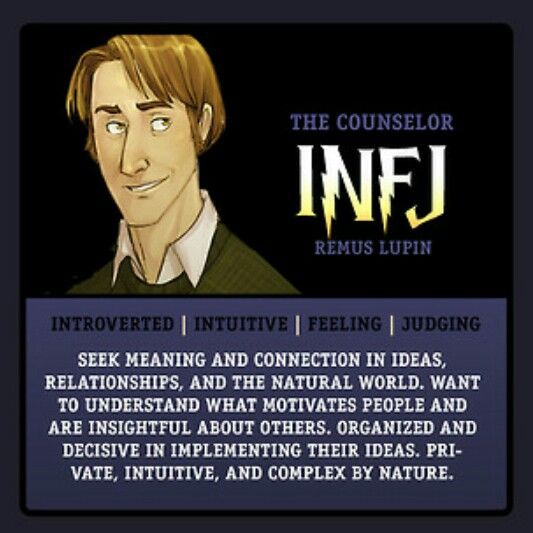 THE COUNSELOR
INFJ
REMUS LUPIN
INTROVERTED | INTUITIVE | FEELING | JUDGING
SEEK MEANING AND CONNECTION IN IDEAS,
RELATIONSHIPS, AND THE NATURAL WORLD. WANT
TO UNDERSTAND WHAT MOTIVATES PEOPLE AND
ARE INSIGHTFUL ABOUT OTHERS. ORGANIZED AND
DECISIVE IN IMPLEMENTING THEIR IDEAS. PRI-
VATE, INTUITIVE, AND COMPLEX BY NATURE.